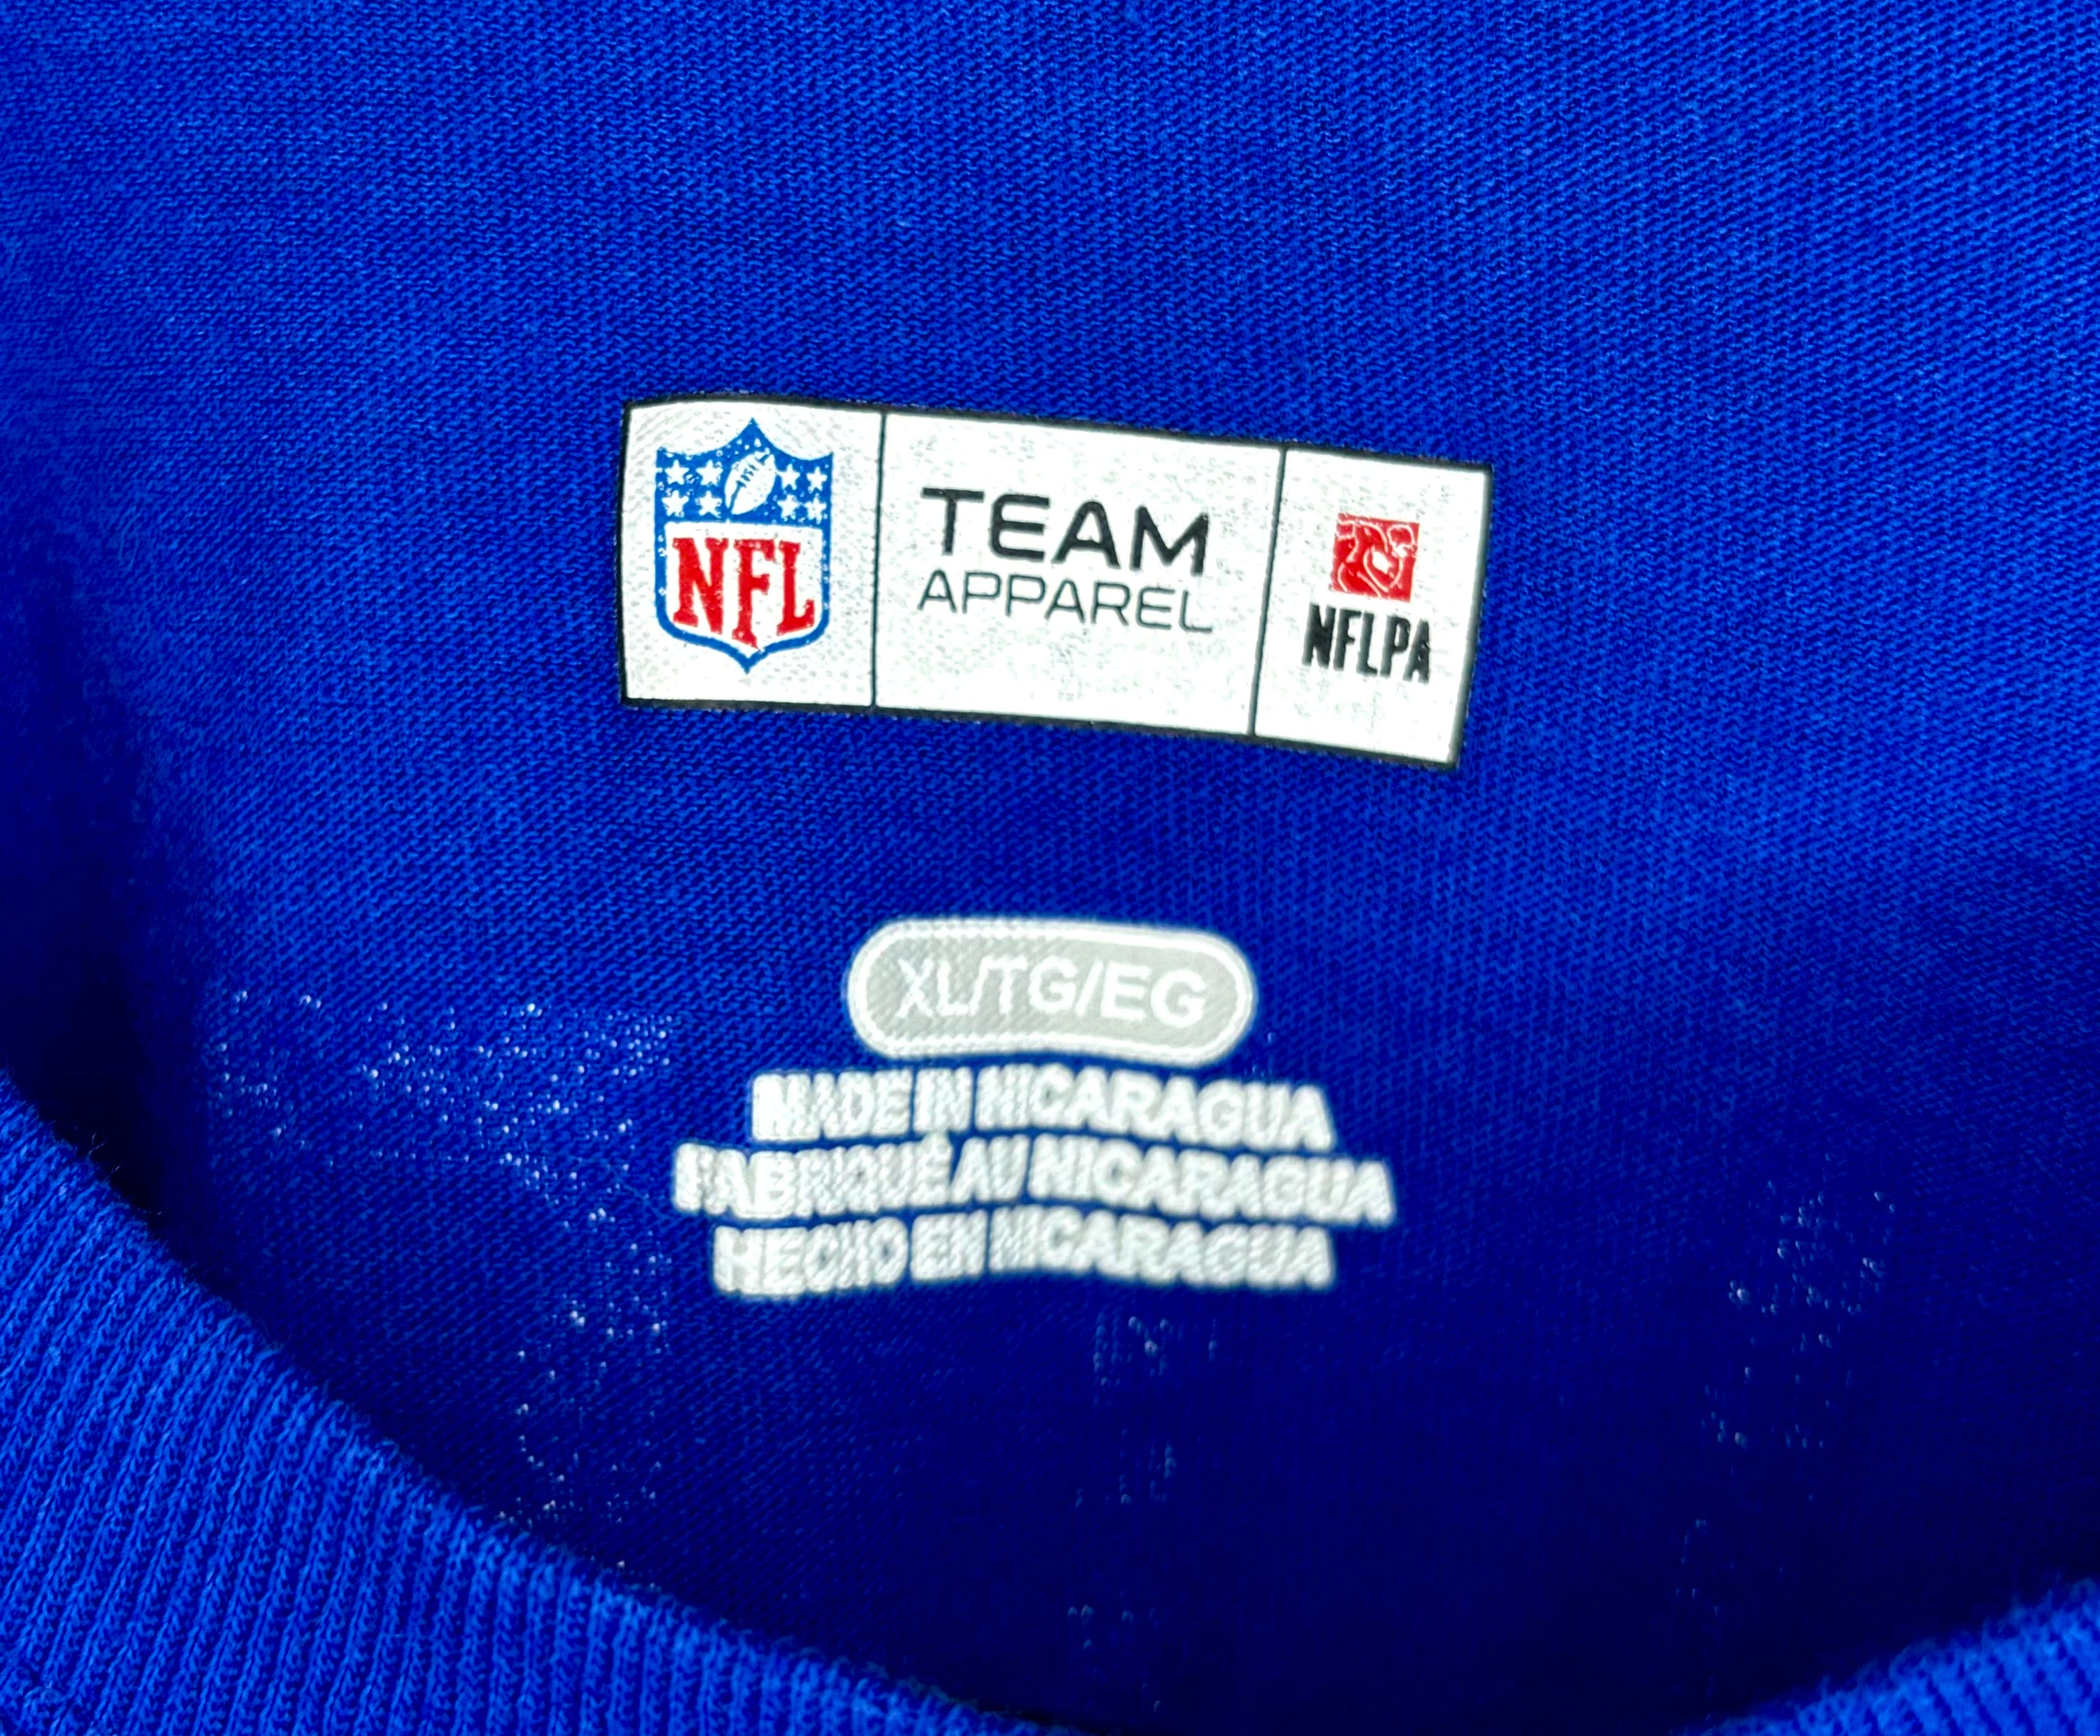 NFL
TEAM
APPAREL
NFLPA
XL/TG/EG
MADE IN NICARAGUA
FABRIQUÉ AU NICARAGUA
HECHO EN NICARAGUA